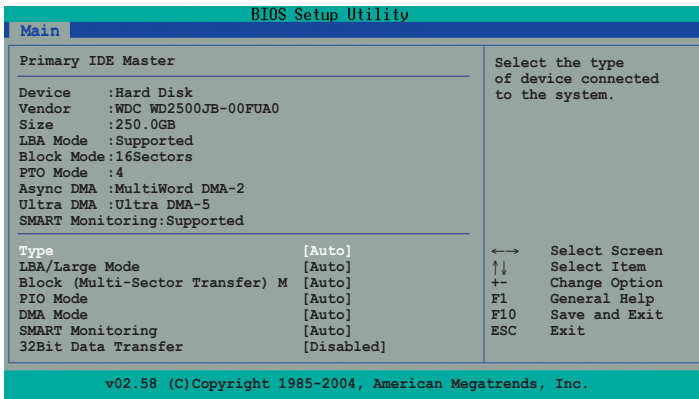 BIOS Setup Utility
Main
Primary IDE Master
Device :Hard Disk
Vendor :WDC WD2500JB-00FUA0
Size :250.0GB
LBA Mode :Supported
Block Mode:16Sectors
PTO Mode :4
Async DMA :MultiWord DMA-2
Ultra DMA :Ultra DMA-5
SMART Monitoring:Supported
Type [Auto]
LBA/Large Mode [Auto]
Block (Multi-Sector Transfer) M [Auto]
PIO Mode [Auto]
DMA Mode [Auto]
SMART Monitoring [Auto]
32Bit Data Transfer [Disabled]
Select the type
of device connected
to the system.
←→ Select Screen
↑↓ Select Item
+- Change Option
F1 General Help
F10 Save and Exit
ESC Exit
v02.58 (C)Copyright 1985-2004, American Megatrends, Inc.